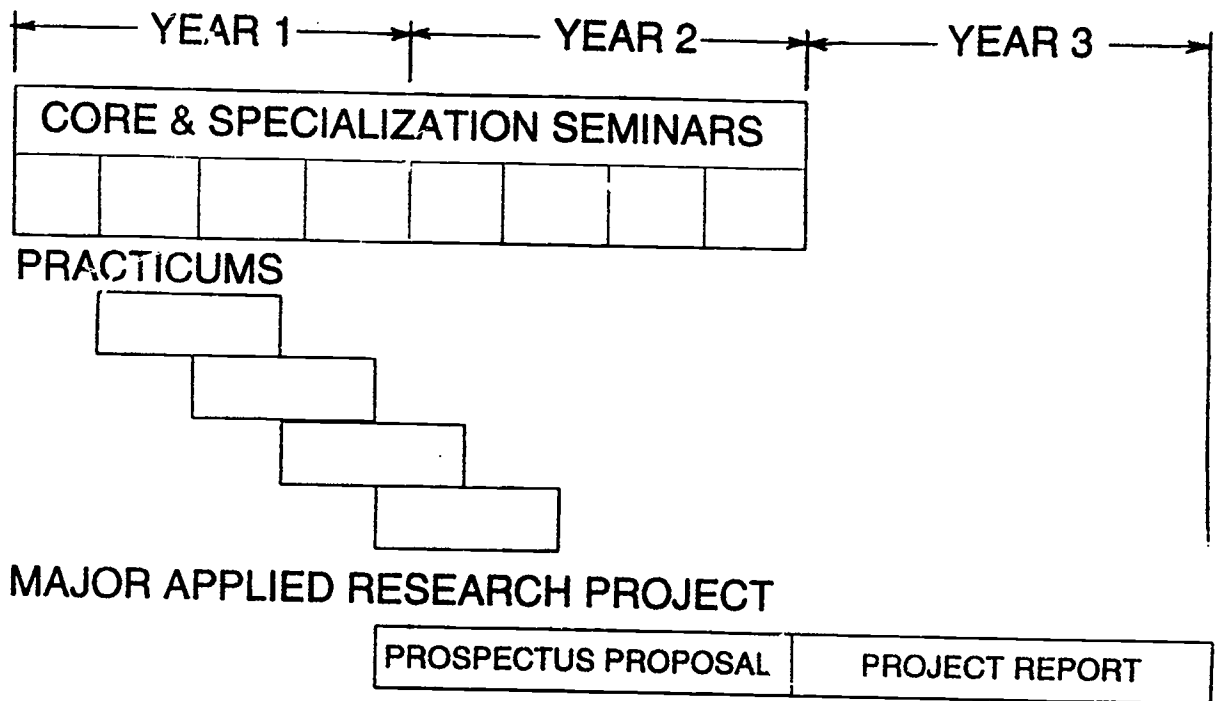 YEAR 1 YEAR 2 YEAR 3
CORE & SPECIALIZATION SEMINARS
PRACTICUMS
MAJOR APPLIED RESEARCH PROJECT
PROSPECTUS PROPOSAL PROJECT REPORT